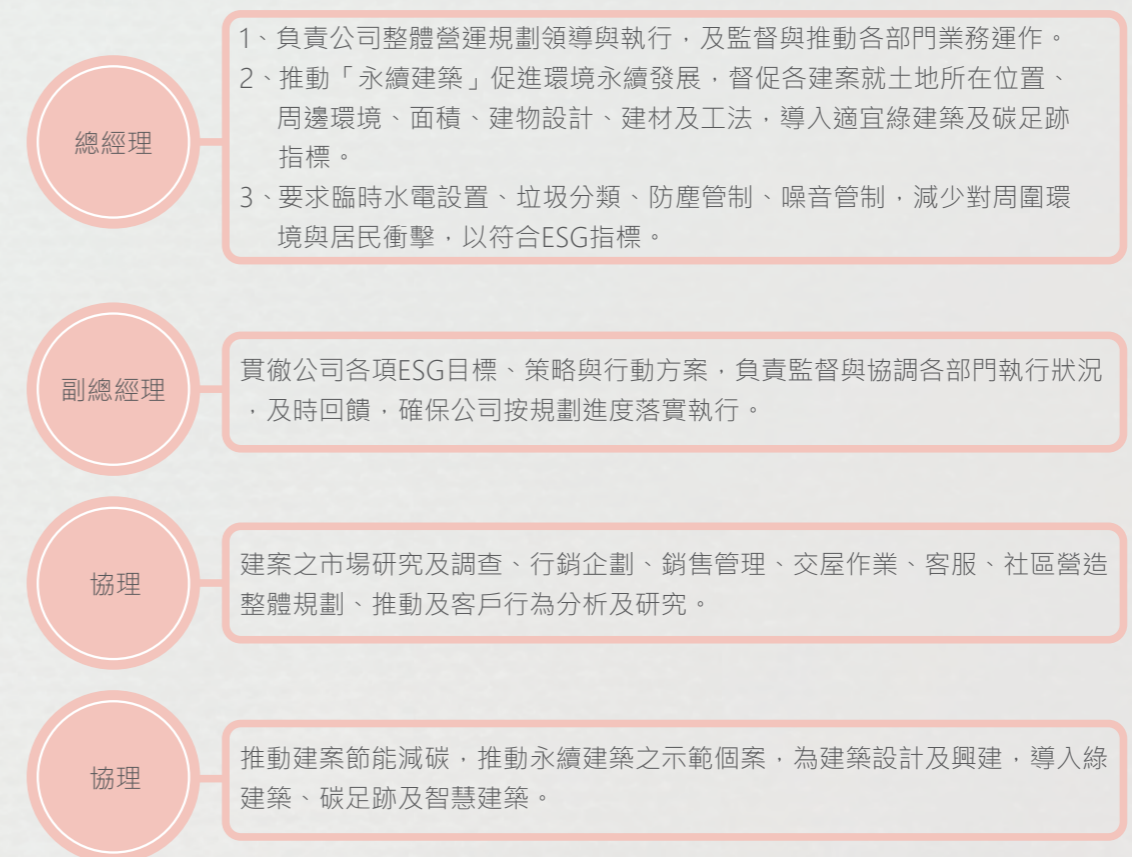 總經理
1、負責公司整體營運規劃領導與執行，及監督與推動各部門業務運作。
2、推動「永續建築」促進環境永續發展，督促各建案就土地所在位置、
周邊環境、面積、建物設計、建材及工法，導入適宜綠建築及碳足跡
指標。
3、要求臨時水電設置、垃圾分類、防塵管制、噪音管制，減少對周圍環
境與居民衝擊，以符合ESG指標。
副總經理
貫徹公司各項ESG目標、策略與行動方案，負責監督與協調各部門執行狀況
，及時回饋，確保公司按規劃進度落實執行。
協理
建案之市場研究及調查、行銷企劃、銷售管理、交屋作業、客服、社區營造
整體規劃、推動及客戶行為分析及研究。
協理
推動建案節能減碳，推動永續建築之示範個案，為建築設計及興建，導入綠
建築、碳足跡及智慧建築。